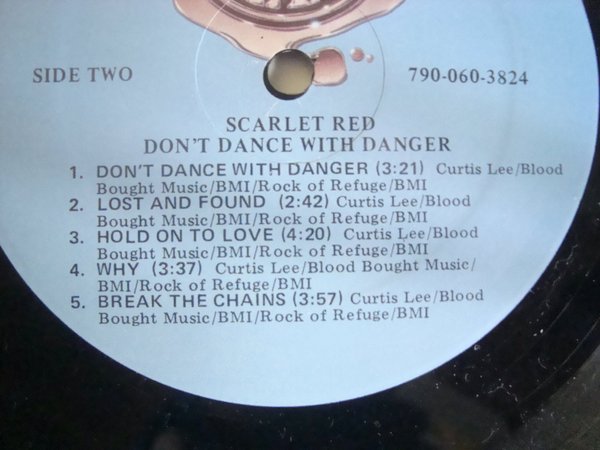 SIDE TWO 790-060-3824
SCARLET RED
DON'T DANCE WITH DANGER
1. DON'T DANCE WITH DANGER (3:21) Curtis Lee/Blood
Bought Music/BMI/Rock of Refuge/BMI
2. LOST AND FOUND (2:42) Curtis Lee/Blood
Bought Music/BMI/Rock of Refuge/BMI
3. HOLD ON TO LOVE (4:20) Curtis Lee/Blood
Bought Music/BMI/Rock of Refuge/BMI
4. WHY (3:37) Curtis Lee/Blood Bought Music/
BMI/Rock of Refuge/BMI
5. BREAK THE CHAINS (3:57) Curtis Lee/Blood
Bought Music/BMI/Rock of Refuge/BMI